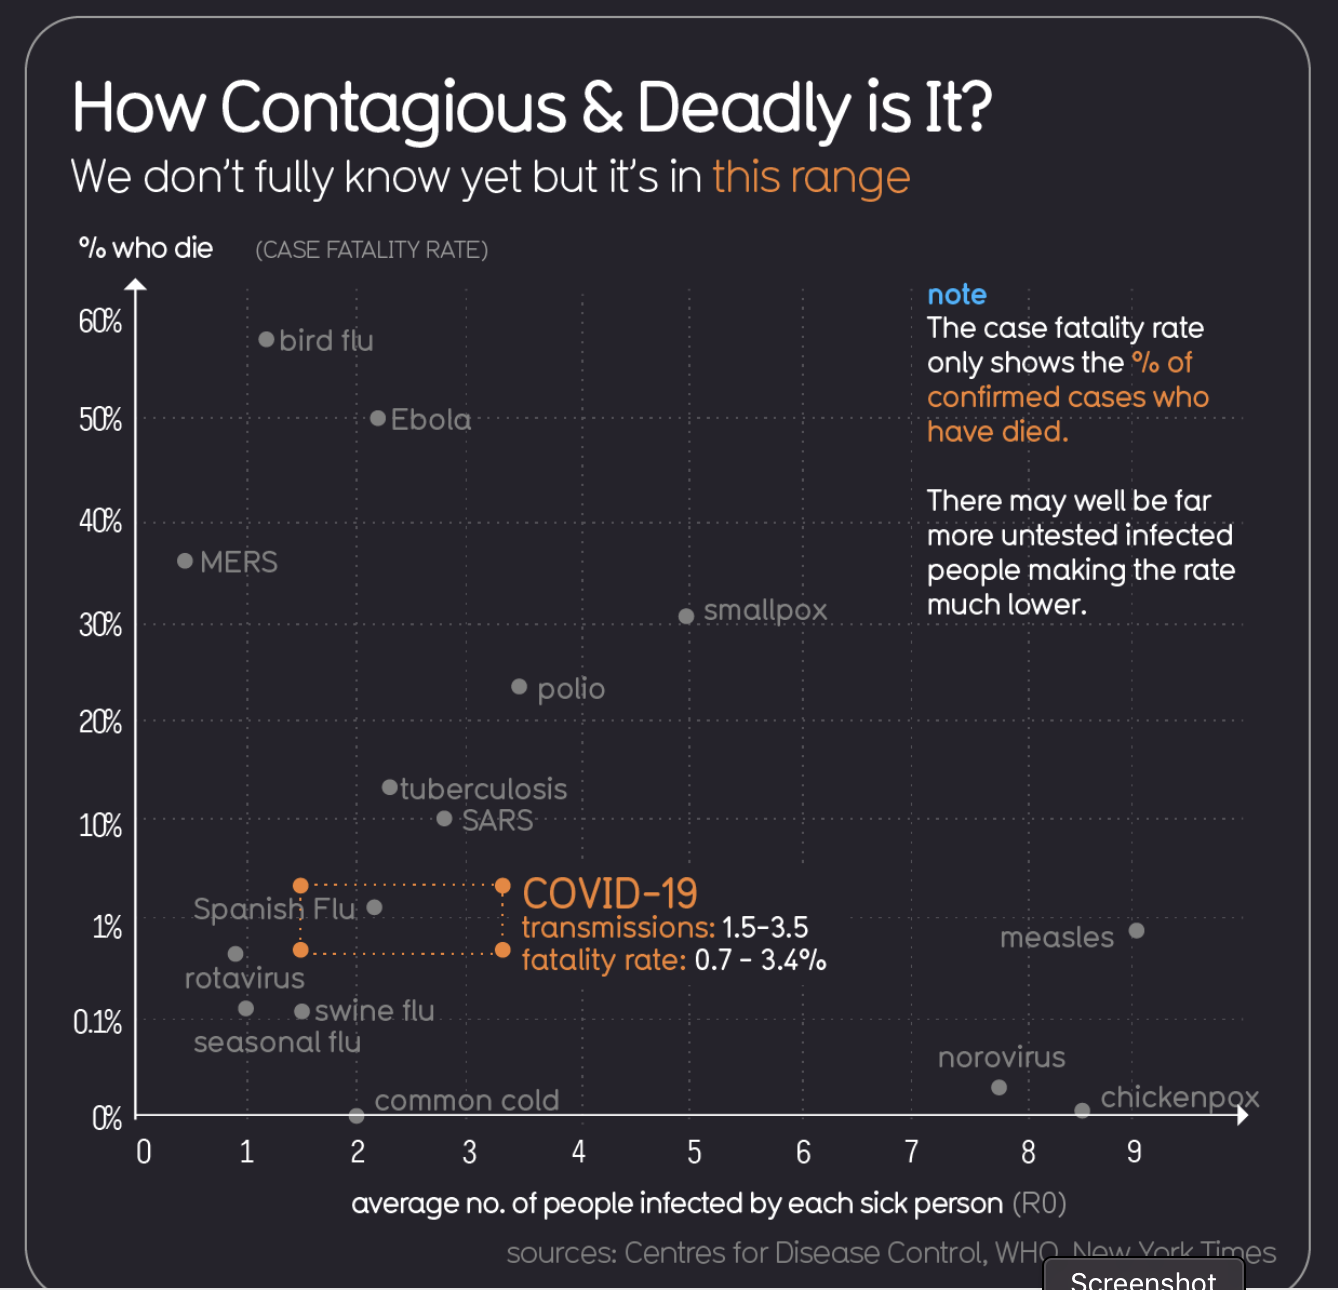 How Contagious & Deadly is It?
We don't fully know yet but it's in this range
% who die (CASE FATALITY RATE)
note
The case fatality rate
only shows the % of
confirmed cases who
have died.
There may well be far
more untested infected
people making the rate
much lower.
60%
bird flu
50%
Ebola
40%
MERS
30%
smallpox
polio
20%
tuberculosis
10%
SARS
COVID-19
transmissions: 1.5-3.5
fatality rate: 0.7 - 3.4%
Spanish Flu
1%
measles
rotavirus
swine flu
0.1%
seasonal flu
norovirus
common cold
chickenpox
0%
0 1 2 3 4 5 6 7 8 9
average no. of people infected by each sick person (R0)
sources: Centres for Disease Control, WHO, New York Times
Screenshot